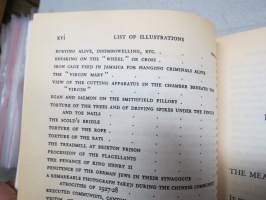 xvi LIST OF ILLUSTRATIONS
BURYING ALIVE, DISEMBOWELLING, ETC.
BREAKING ON THE "WHEEL" OR CROSS
IRON CAGE USED IN JAMAICA FOR HANGING CRIMINALS ALIVE
THE "VIRGIN MARY"
VIEW OF THE CUTTING APPARATUS IN THE CHAMBER BENEATH THE
"VIRGIN"
EGAN AND SALMON ON THE SMITHFIELD PILLORY
TORTURE OF THE TREES AND OF DRIVING SPIKES UNDER THE FINGER
AND TOE NAILS
THE SCOLD'S BRIDLE
TORTURE OF THE ROPE
TORTURE OF THE RATS
THE TREADMILL AT BRIXTON PRISON
PROCESSION OF THE FLAGELLANTS
THE PENANCE OF KING HENRY II
PENITENCE OF THE GERMAN JEWS IN THEIR SYNAGOGUE
A REMARKABLE PHOTOGRAPH TAKEN DURING THE CHINESE COMMUNIST
ATROCITIES OF 1927-28
EXECUTED COMMUNISTS,
THE MEA